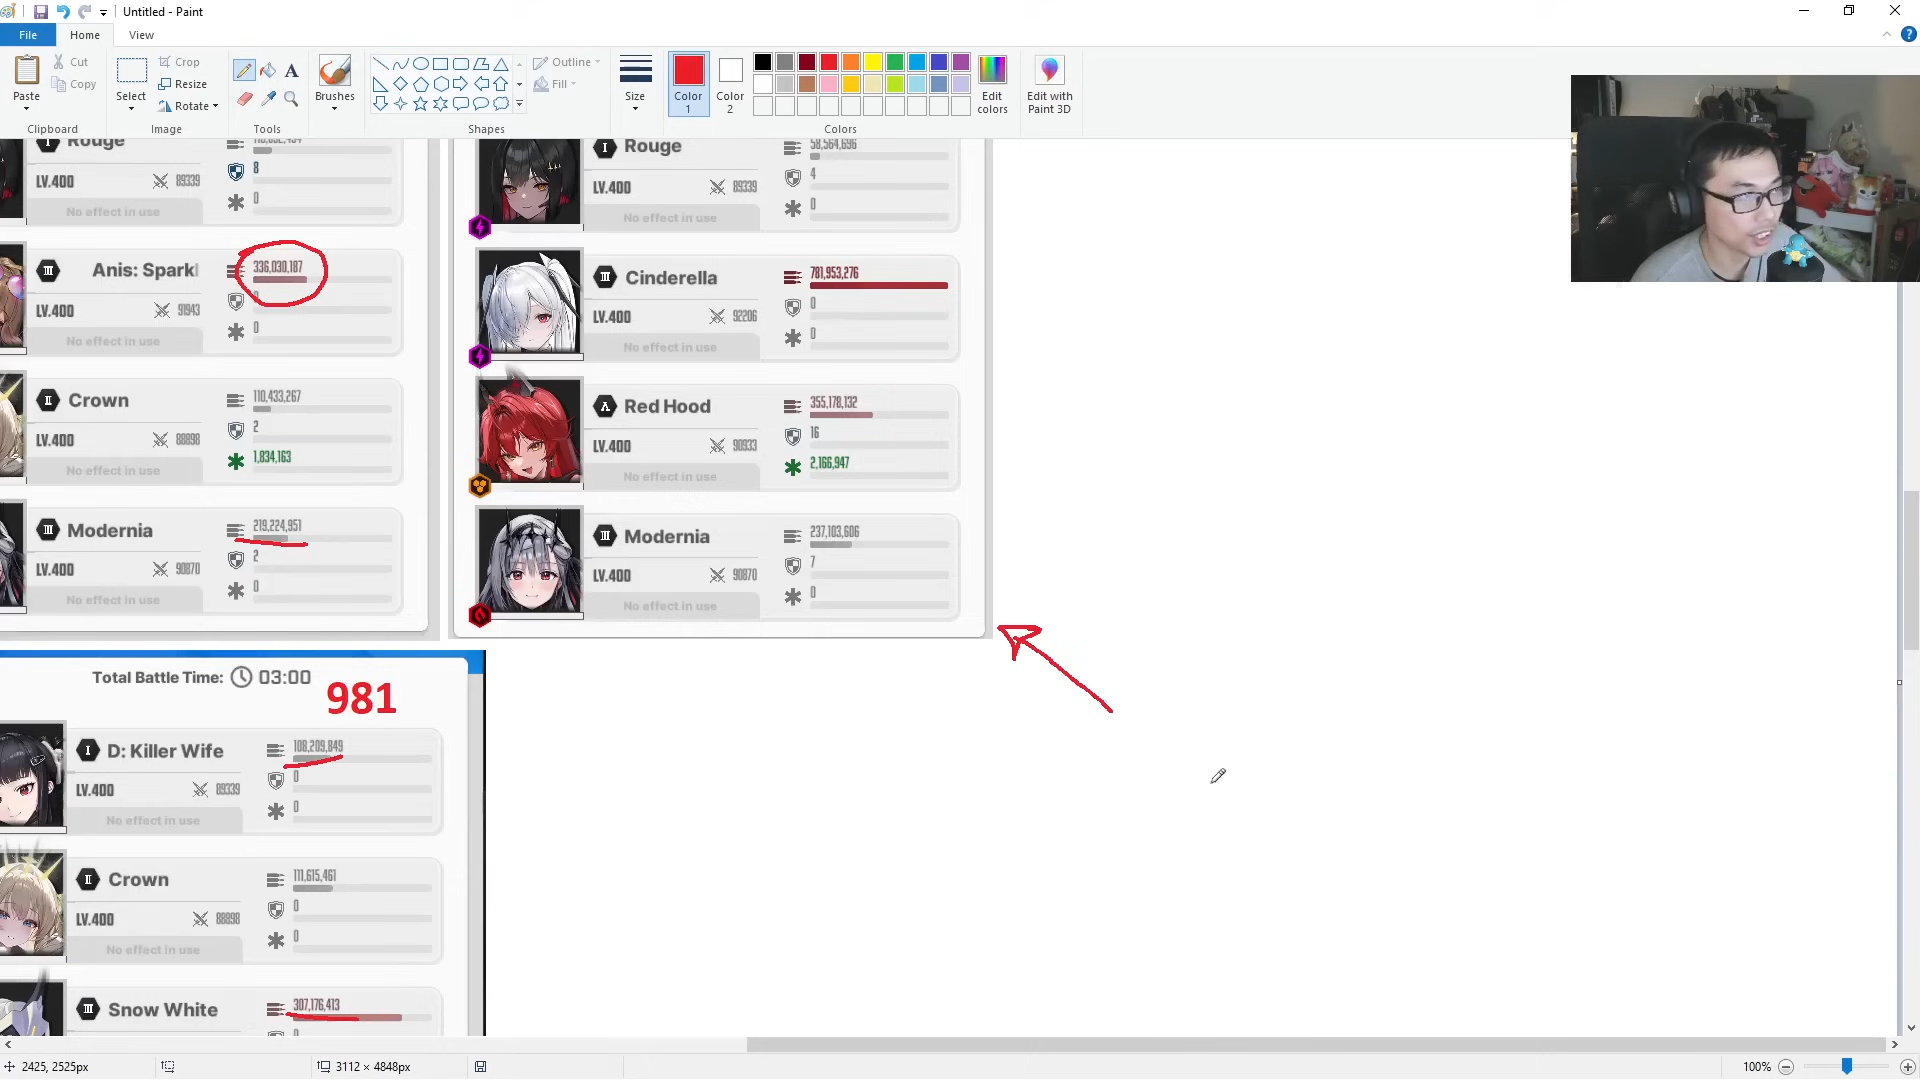 Untitled - Paint
File
Home
View
Paste
Cut
Copy
Clipboard
Select
Crop
Resize
Rotate
Image
A
Tools
Brushes
Outline
Fill
Shapes
Size
Color 1
Color 2
Edit colors
Edit with Paint 3D
Colors
I Rouge
LV.400
89339
No effect in use
8
0
III Anis: Sparkl
336,030,187
LV.400
91943
0
No effect in use
II Crown
110,433,267
LV.400
88898
2
1,834,163
No effect in use
III Modernia
219,224,951
LV.400
90870
2
0
No effect in use
I Rouge
58,564,696
LV.400
89339
4
0
No effect in use
III Cinderella
781,953,276
LV.400
92206
0
0
No effect in use
Λ Red Hood
355,178,132
LV.400
90933
16
2,166,947
No effect in use
III Modernia
237,103,606
LV.400
90870
7
0
No effect in use
Total Battle Time: 03:00
981
I D: Killer Wife
108,209,849
LV.400
89339
0
0
No effect in use
II Crown
111,615,461
LV.400
88898
0
0
No effect in use
III Snow White
307,176,413
2425, 2525px
3112 × 4848px
100%